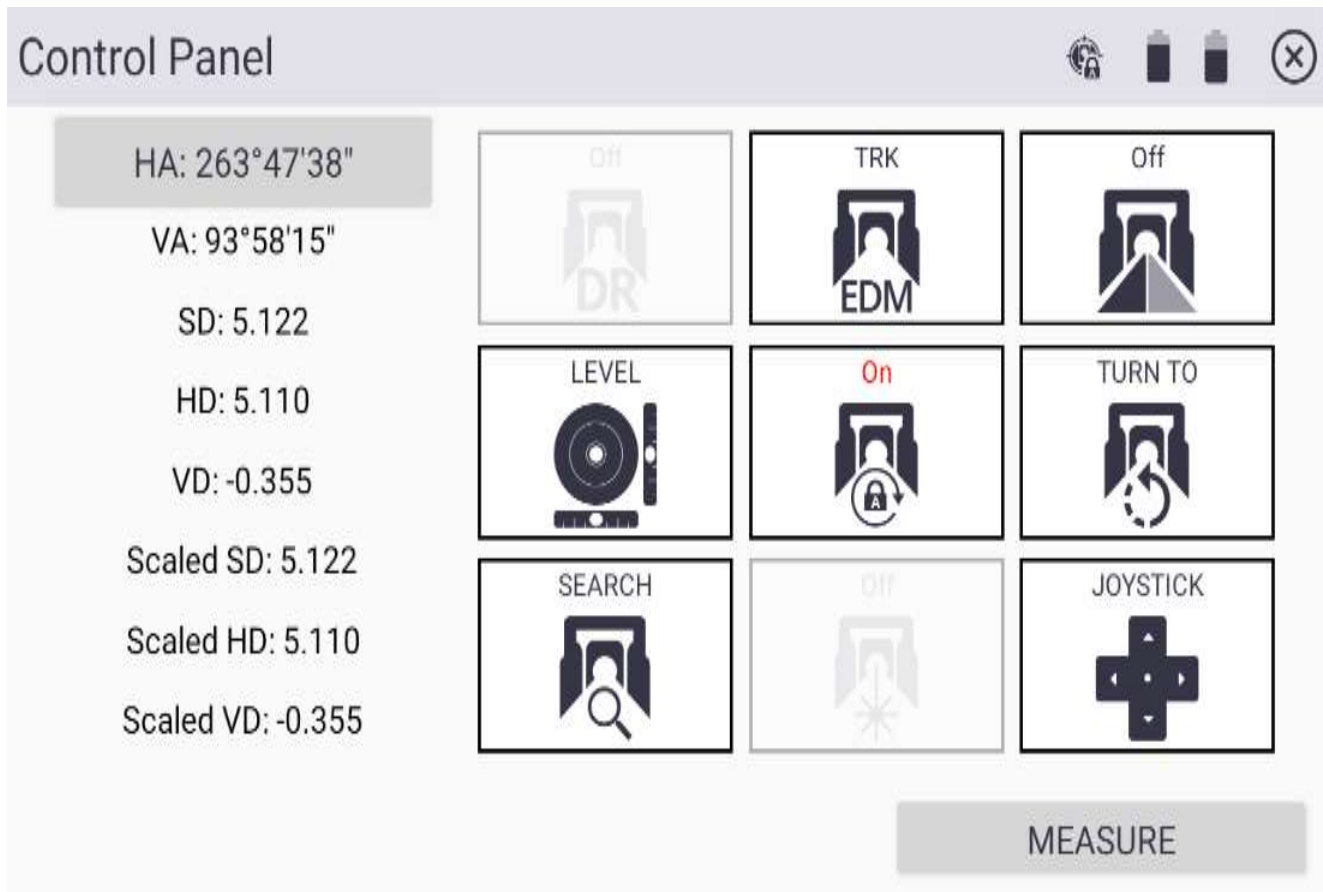 Control Panel
HA: 263°47'38"
VA: 93°58'15"
SD: 5.122
HD: 5.110
VD: -0.355
Scaled SD: 5.122
Scaled HD: 5.110
Scaled VD: -0.355
Off
DR
TRK
EDM
Off
LEVEL
On
A
TURN TO
SEARCH
Off
JOYSTICK
MEASURE